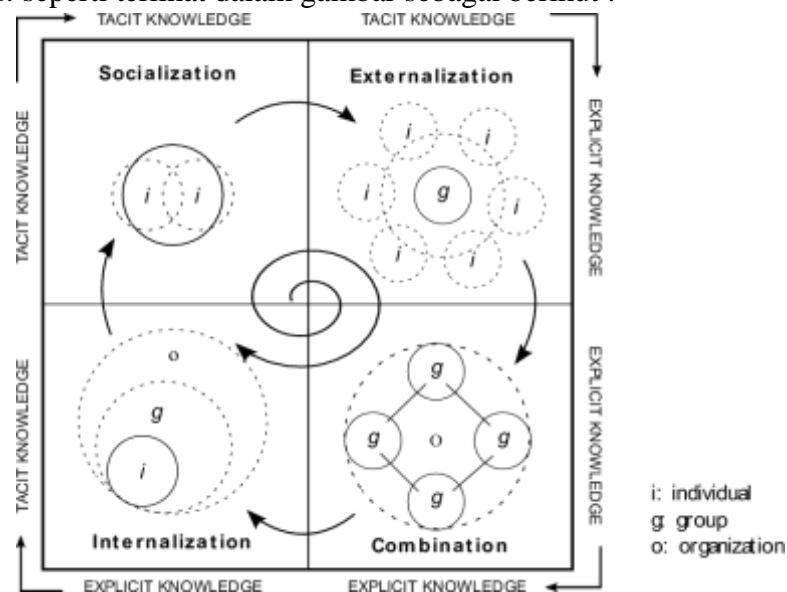 seperti terlihat dalam gambar sebagai berikut :
TACIT KNOWLEDGE TACIT KNOWLEDGE
Socialization Externalization
TACIT KNOWLEDGE
EXPLICIT KNOWLEDGE
i i
i i i g i i i
TACIT KNOWLEDGE
EXPLICIT KNOWLEDGE
o g i
g g o g g
Internalization Combination
EXPLICIT KNOWLEDGE EXPLICIT KNOWLEDGE
i: individual
g: group
o: organization